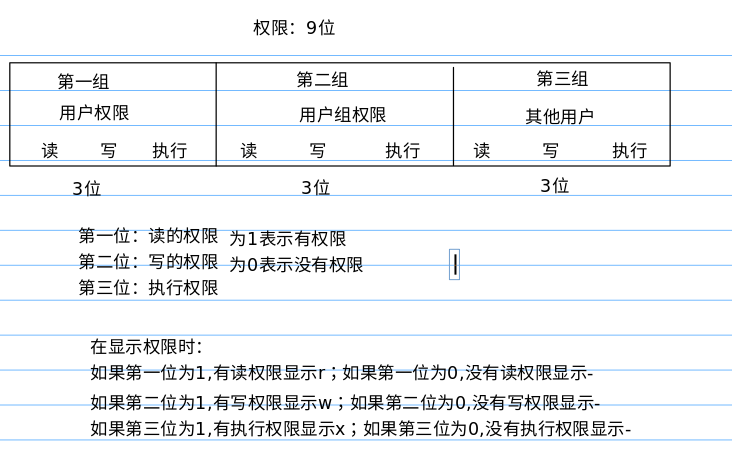 权限：9位
第一组 第二组 第三组
用户权限 用户组权限 其他用户
读 写 执行 读 写 执行 读 写 执行
3位 3位 3位
第一位：读的权限 为1表示有权限
第二位：写的权限 为0表示没有权限
第三位：执行权限
在显示权限时：
如果第一位为1,有读权限显示r；如果第一位为0,没有读权限显示-
如果第二位为1,有写权限显示w；如果第二位为0,没有写权限显示-
如果第三位为1,有执行权限显示x；如果第三位为0,没有执行权限显示-